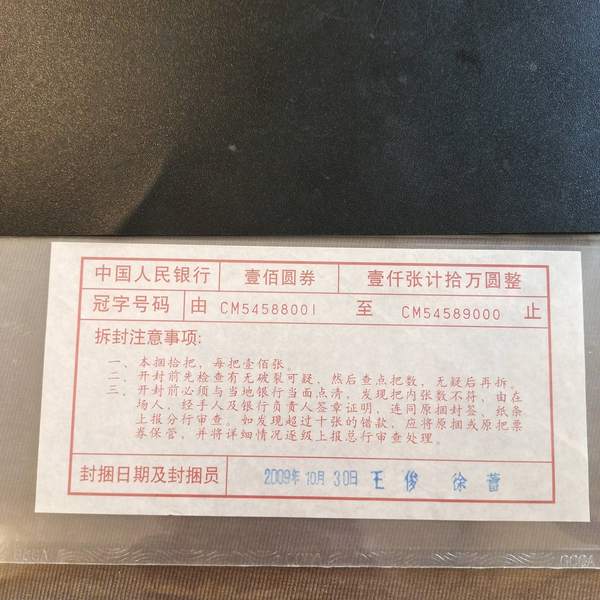 中国人民银行 壹佰圆券 壹仟张计拾万圆整
冠字号码 由 CM54588001 至 CM54589000 止
拆封注意事项:
一、本捆拾把，每把壹佰张。
二、开封前先检查有无破裂可疑，然后查点把数，无疑后再拆。
三、开封前必须与当地银行当面点清，发现把内张数不符，由在
场人，经手人及银行负责人签章证明，连同原捆封签、纸条
上报分行审查。如发现超过十张的错款，应将原捆或原把票
券保管，并将详细情况逐级上报总行审查处理。
封捆日期及封捆员 2009年10月30日 王俊 徐蕾
GCGA GCGA GCGA